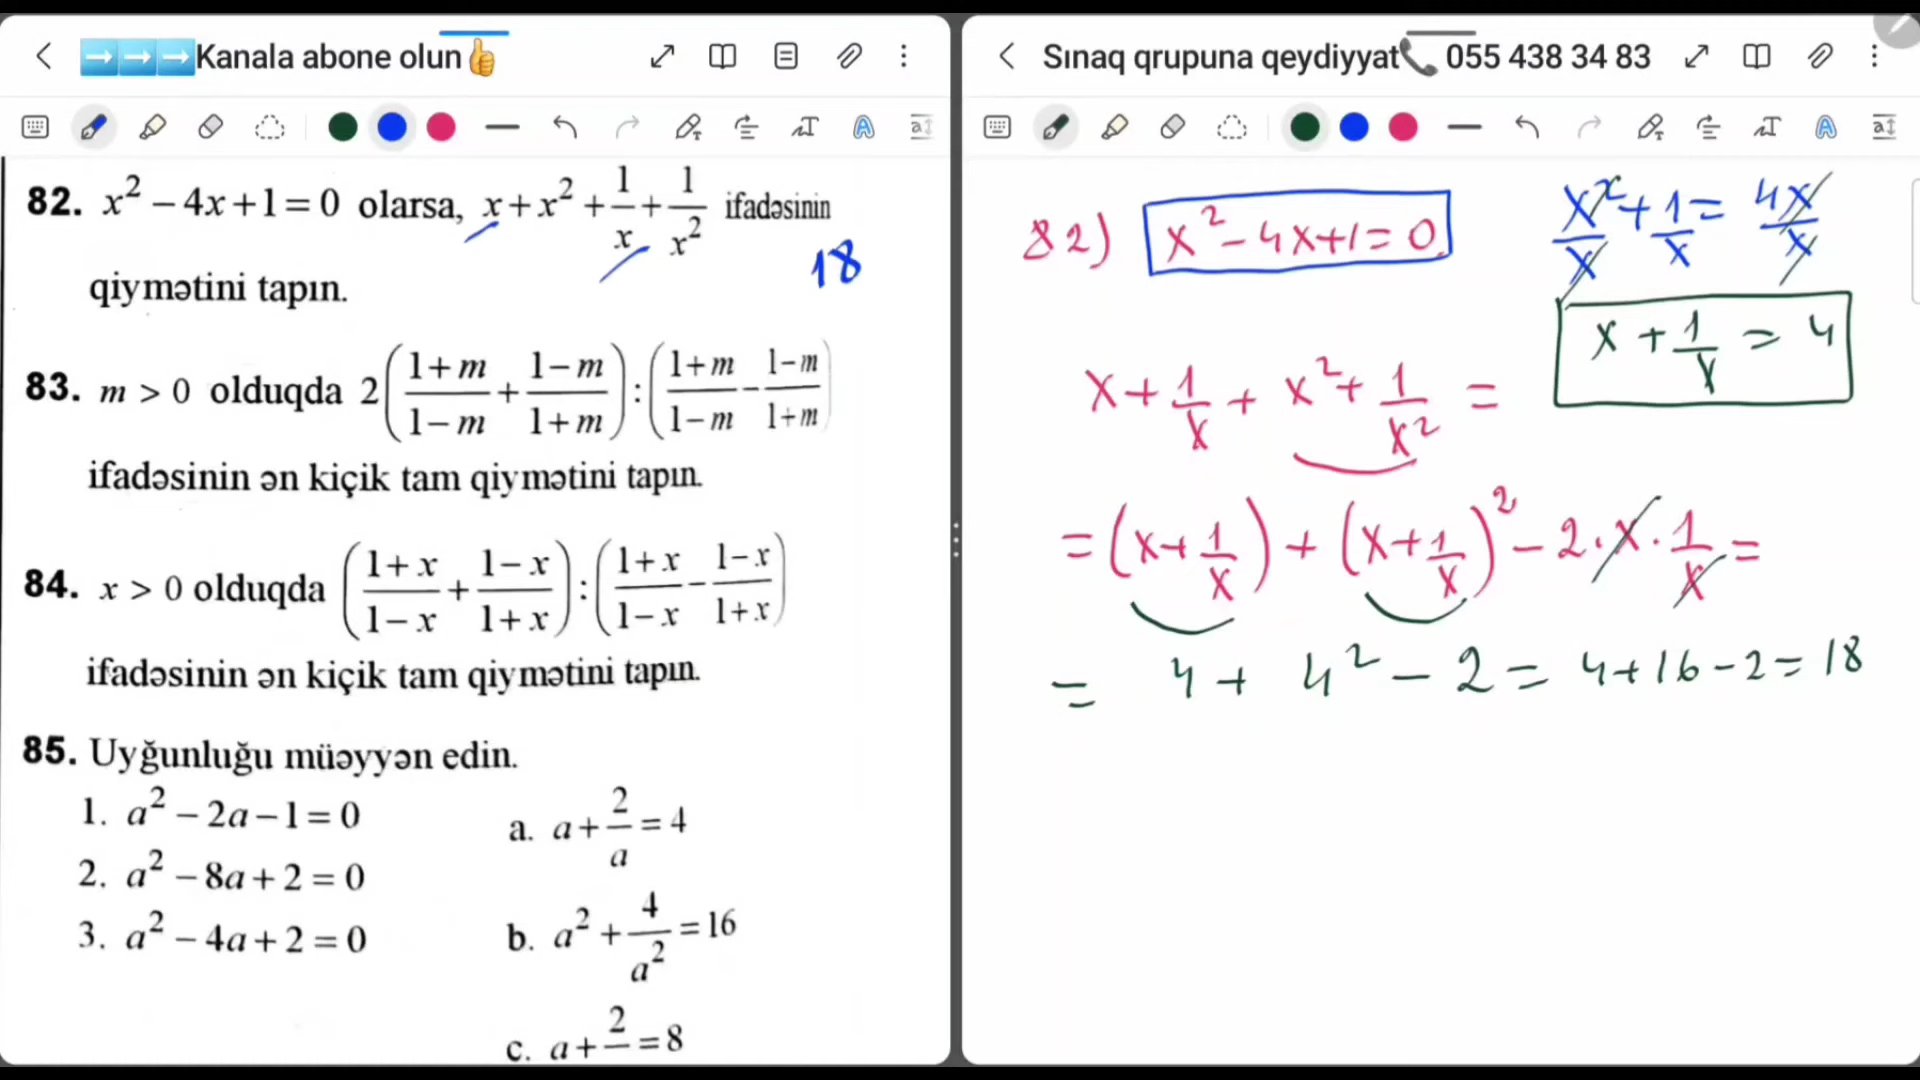 ➡️➡️➡️Kanala abone olun👍
82. x² − 4x + 1 = 0 olarsa, x + x² + 1/x + 1/x² ifadəsinin
qiymətini tapın.
18
83. m > 0 olduqda 2((1+m)/(1−m) + (1−m)/(1+m)) : ((1+m)/(1−m) − (1−m)/(1+m))
ifadəsinin ən kiçik tam qiymətini tapın.
84. x > 0 olduqda ((1+x)/(1−x) + (1−x)/(1+x)) : ((1+x)/(1−x) − (1−x)/(1+x))
ifadəsinin ən kiçik tam qiymətini tapın.
85. Uyğunluğu müəyyən edin.
1. a² − 2a − 1 = 0
2. a² − 8a + 2 = 0
3. a² − 4a + 2 = 0
a. a + 2/a = 4
b. a² + 4/a² = 16
c. a + 2/ = 8
Sınaq qrupuna qeydiyyat📞 055 438 34 83
82) x² − 4x + 1 = 0
x²/x + 1/x = 4x/x
x + 1/x = 4
x + 1/x + x² + 1/x² =
= (x + 1/x) + (x + 1/x)² − 2 · x · 1/x =
= 4 + 4² − 2 = 4 + 16 − 2 = 18